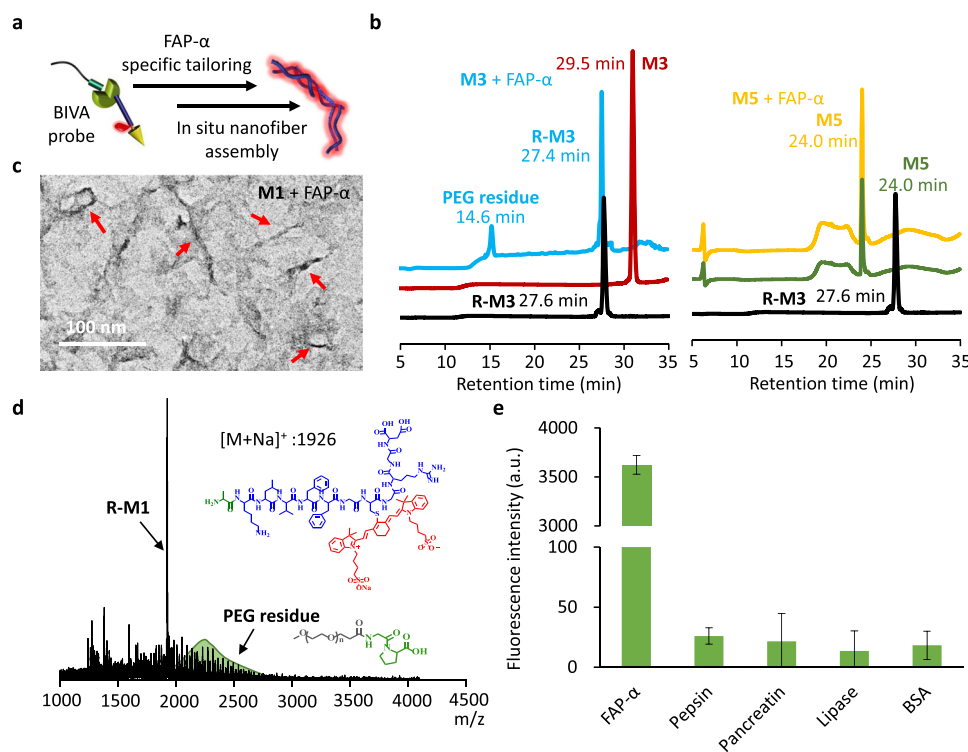 a
FAP-α
specific tailoring
BIVA
probe
In situ nanofiber
assembly
b
M3 + FAP-α
29.5 min
M3
R-M3
27.4 min
PEG residue
14.6 min
R-M3 27.6 min
5 10 15 20 25 30 35
Retention time (min)
M5 + FAP-α
M5
24.0 min
M5
24.0 min
R-M3 27.6 min
5 10 15 20 25 30 35
Retention time (min)
c
M1 + FAP-α
100 nm
d
[M+Na]⁺ :1926
R-M1
PEG residue
1000 1500 2000 2500 3000 3500 4000 4500
m/z
e
Fluorescence intensity (a.u.)
4000
3500
3000
100
50
0
FAP-α
Pepsin
Pancreatin
Lipase
BSA